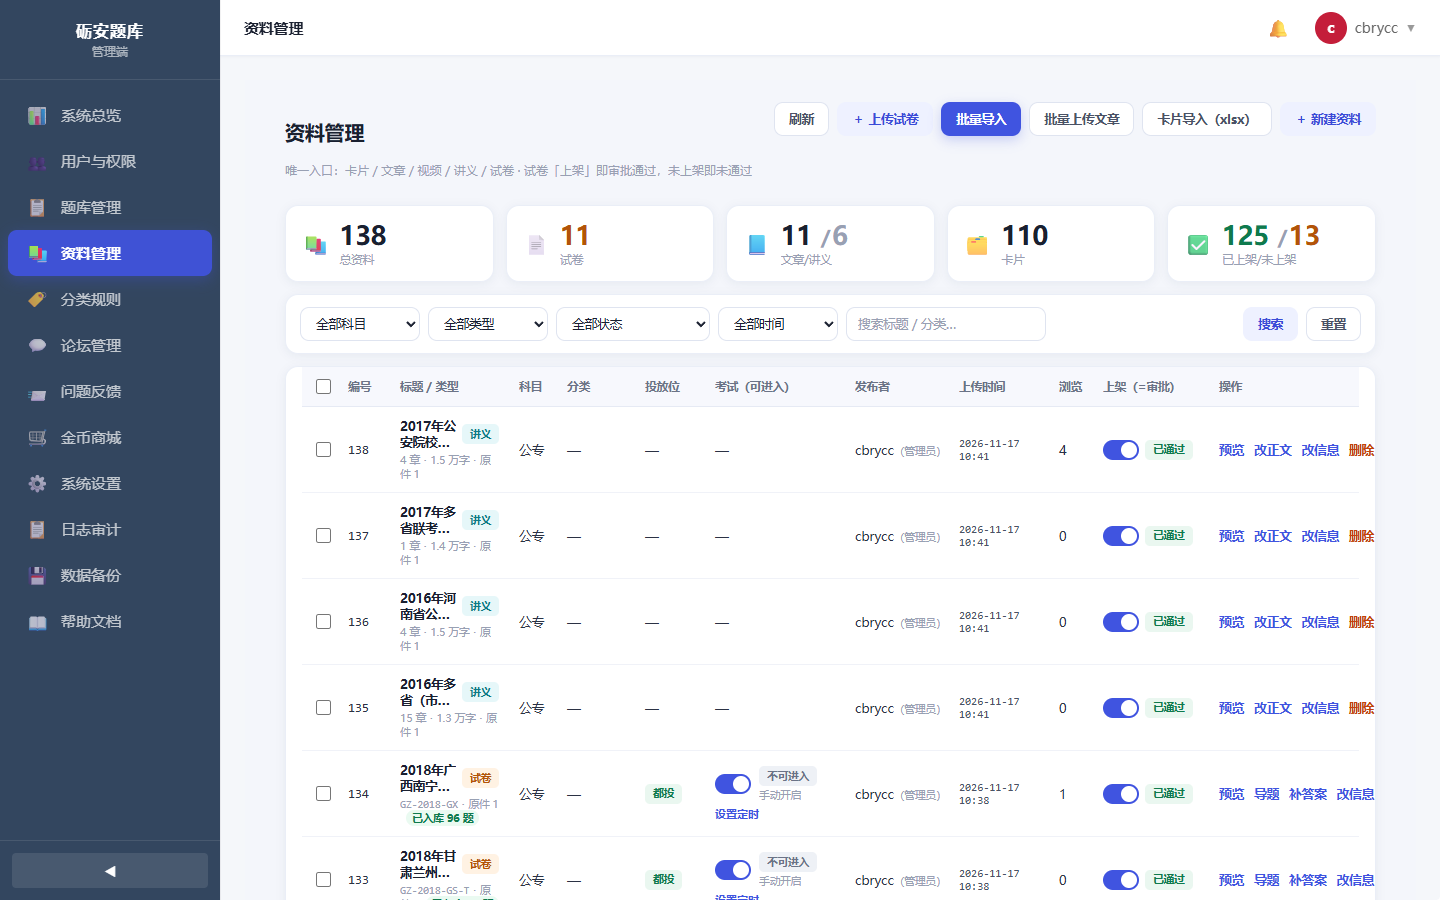 砺安题库
管理端
系统总览
用户与权限
题库管理
资料管理
分类规则
论坛管理
问题反馈
金币商城
系统设置
日志审计
数据备份
帮助文档
◀
资料管理
c cbrycc ▼
资料管理
刷新 + 上传试卷 批量导入 批量上传文章 卡片导入（xlsx） + 新建资料
唯一入口：卡片 / 文章 / 视频 / 讲义 / 试卷 · 试卷「上架」即审批通过，未上架即未通过
138
总资料
11
试卷
11 /6
文章/讲义
110
卡片
125 /13
已上架/未上架
全部科目 全部类型 全部状态 全部时间 搜索标题 / 分类... 搜索 重置
编号 标题 / 类型 科目 分类 投放位 考试（可进入） 发布者 上传时间 浏览 上架（=审批） 操作
138 2017年公安院校... 讲义 4 章 · 1.5 万字 · 原件 1 公专 — — — cbrycc（管理员） 2026-11-17 10:41 4 已通过 预览 改正文 改信息 删除
137 2017年多省联考... 讲义 1 章 · 1.4 万字 · 原件 1 公专 — — — cbrycc（管理员） 2026-11-17 10:41 0 已通过 预览 改正文 改信息 删除
136 2016年河南省公... 讲义 4 章 · 1.5 万字 · 原件 1 公专 — — — cbrycc（管理员） 2026-11-17 10:41 0 已通过 预览 改正文 改信息 删除
135 2016年多省（市... 讲义 15 章 · 1.3 万字 · 原件 1 公专 — — — cbrycc（管理员） 2026-11-17 10:41 0 已通过 预览 改正文 改信息 删除
134 2018年广西南宁... 试卷 GZ-2018-GX · 原件 1 已入库 96 题 公专 — 都投 不可进入 手动开启 设置定时 cbrycc（管理员） 2026-11-17 10:38 1 已通过 预览 导题 补答案 改信息
133 2018年甘肃兰州... 试卷 GZ-2018-GS-T · 原 公专 — 都投 不可进入 手动开启 设置定时 cbrycc（管理员） 2026-11-17 10:38 0 已通过 预览 导题 补答案 改信息